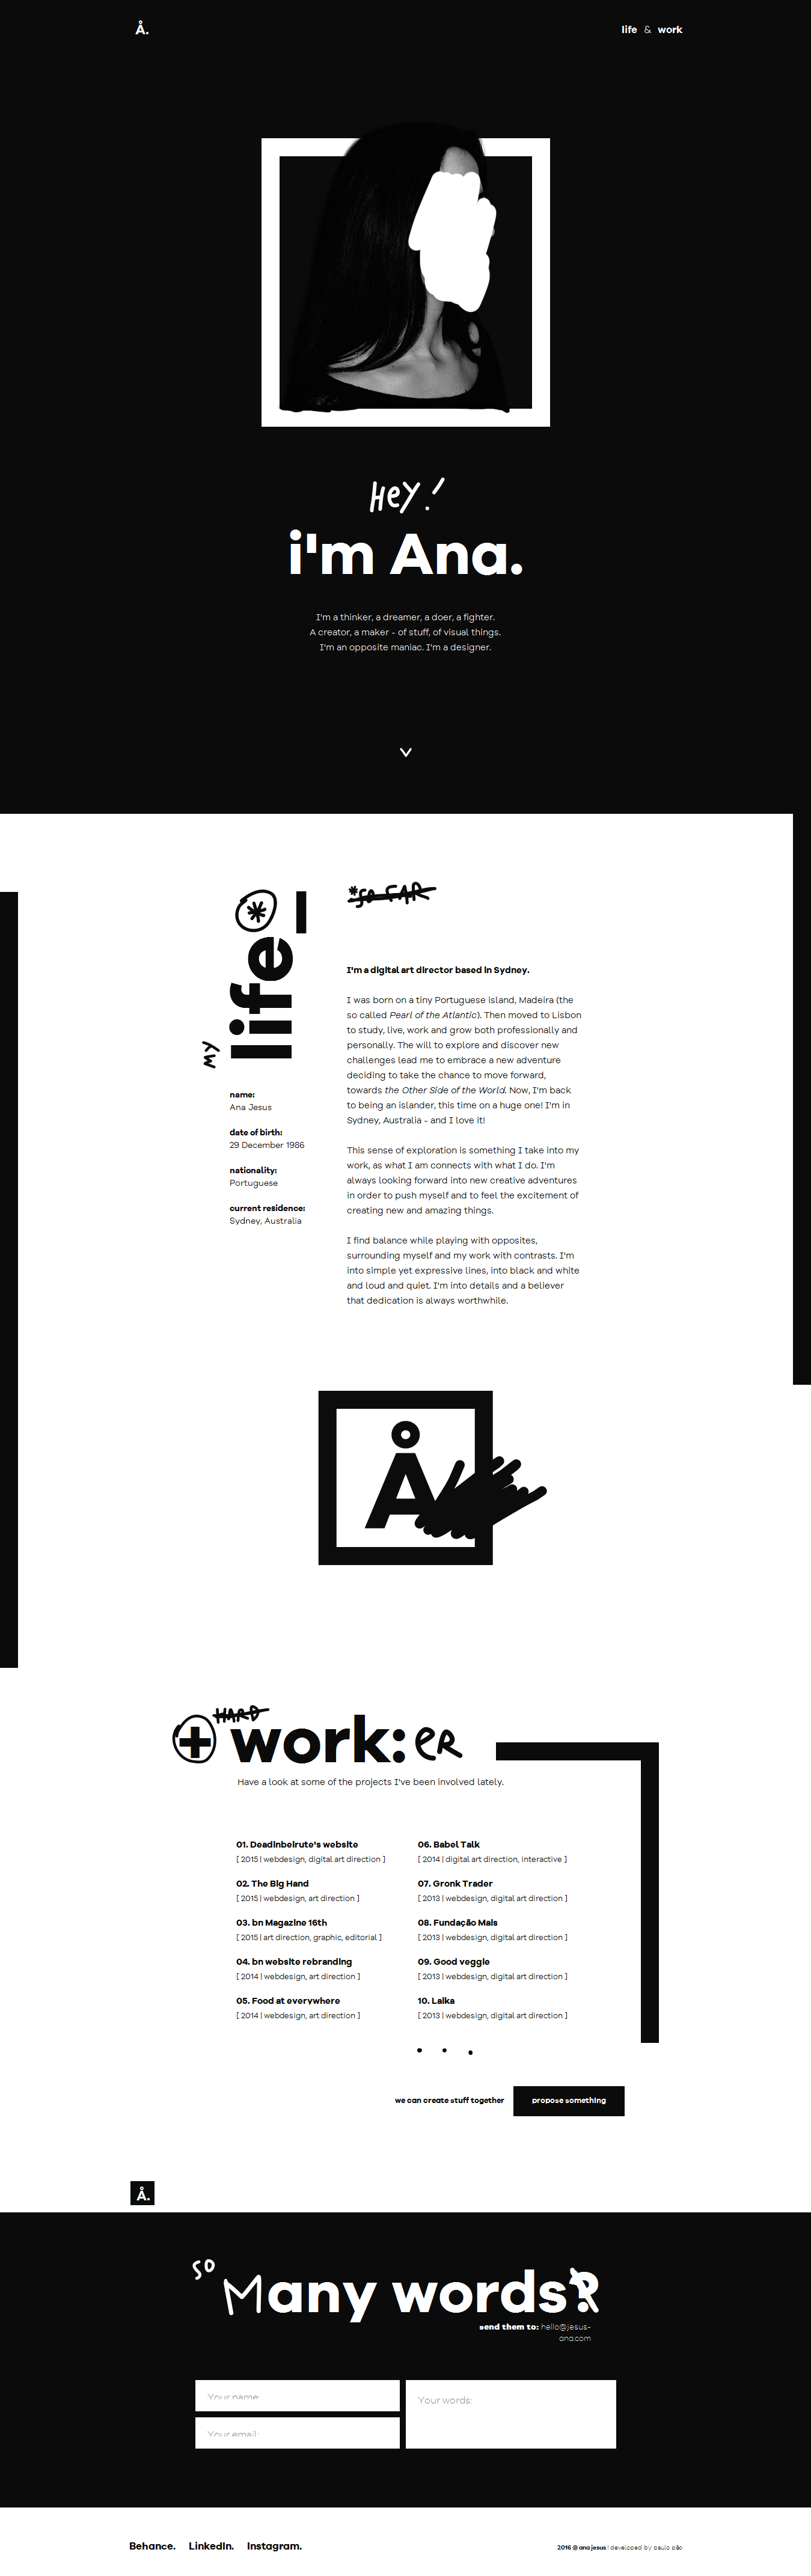 Å.
life & work
Hey!
i'm Ana.
I'm a thinker, a dreamer, a doer, a fighter.
A creator, a maker - of stuff, of visual things.
I'm an opposite maniac. I'm a designer.
my
life*
*so FAR
name:
Ana Jesus
date of birth:
29 December 1986
nationality:
Portuguese
current residence:
Sydney, Australia
I'm a digital art director based in Sydney.
I was born on a tiny Portuguese island, Madeira (the
so called Pearl of the Atlantic). Then moved to Lisbon
to study, live, work and grow both professionally and
personally. The will to explore and discover new
challenges lead me to embrace a new adventure
deciding to take the chance to move forward,
towards the Other Side of the World. Now, I'm back
to being an islander, this time on a huge one! I'm in
Sydney, Australia - and I love it!
This sense of exploration is something I take into my
work, as what I am connects with what I do. I'm
always looking forward into new creative adventures
in order to push myself and to feel the excitement of
creating new and amazing things.
I find balance while playing with opposites,
surrounding myself and my work with contrasts. I'm
into simple yet expressive lines, into black and white
and loud and quiet. I'm into details and a believer
that dedication is always worthwhile.
Å
HARD
+ work: ER
Have a look at some of the projects I've been involved lately.
01. Deadinbeirute's website
[ 2015 | webdesign, digital art direction ]
02. The Big Hand
[ 2015 | webdesign, art direction ]
03. bn Magazine 16th
[ 2015 | art direction, graphic, editorial ]
04. bn website rebranding
[ 2014 | webdesign, art direction ]
05. Food at everywhere
[ 2014 | webdesign, art direction ]
06. Babel Talk
[ 2014 | digital art direction, interactive ]
07. Gronk Trader
[ 2013 | webdesign, digital art direction ]
08. Fundação Mais
[ 2013 | webdesign, digital art direction ]
09. Good veggie
[ 2013 | webdesign, digital art direction ]
10. Laika
[ 2013 | webdesign, digital art direction ]
. . .
we can create stuff together
propose something
Å.
so
Many words?
send them to: hello@jesus-
ana.com
Your name:
Your email:
Your words:
Behance. LinkedIn. Instagram.
2016 @ ana jesus | developed by paulo pão